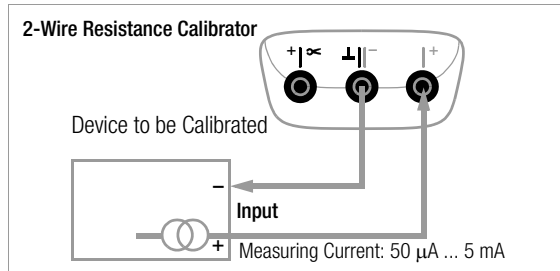 2-Wire Resistance Calibrator
+ − +
Device to be Calibrated
−
Input
+ Measuring Current: 50 µA ... 5 mA